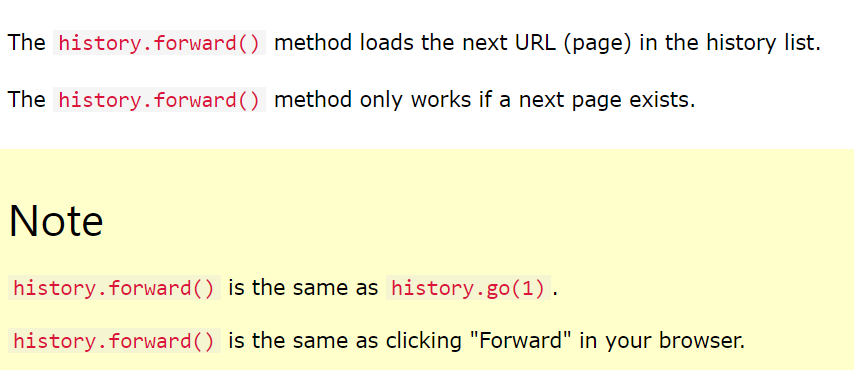 The history.forward() method loads the next URL (page) in the history list.
The history.forward() method only works if a next page exists.
Note
history.forward() is the same as history.go(1).
history.forward() is the same as clicking "Forward" in your browser.